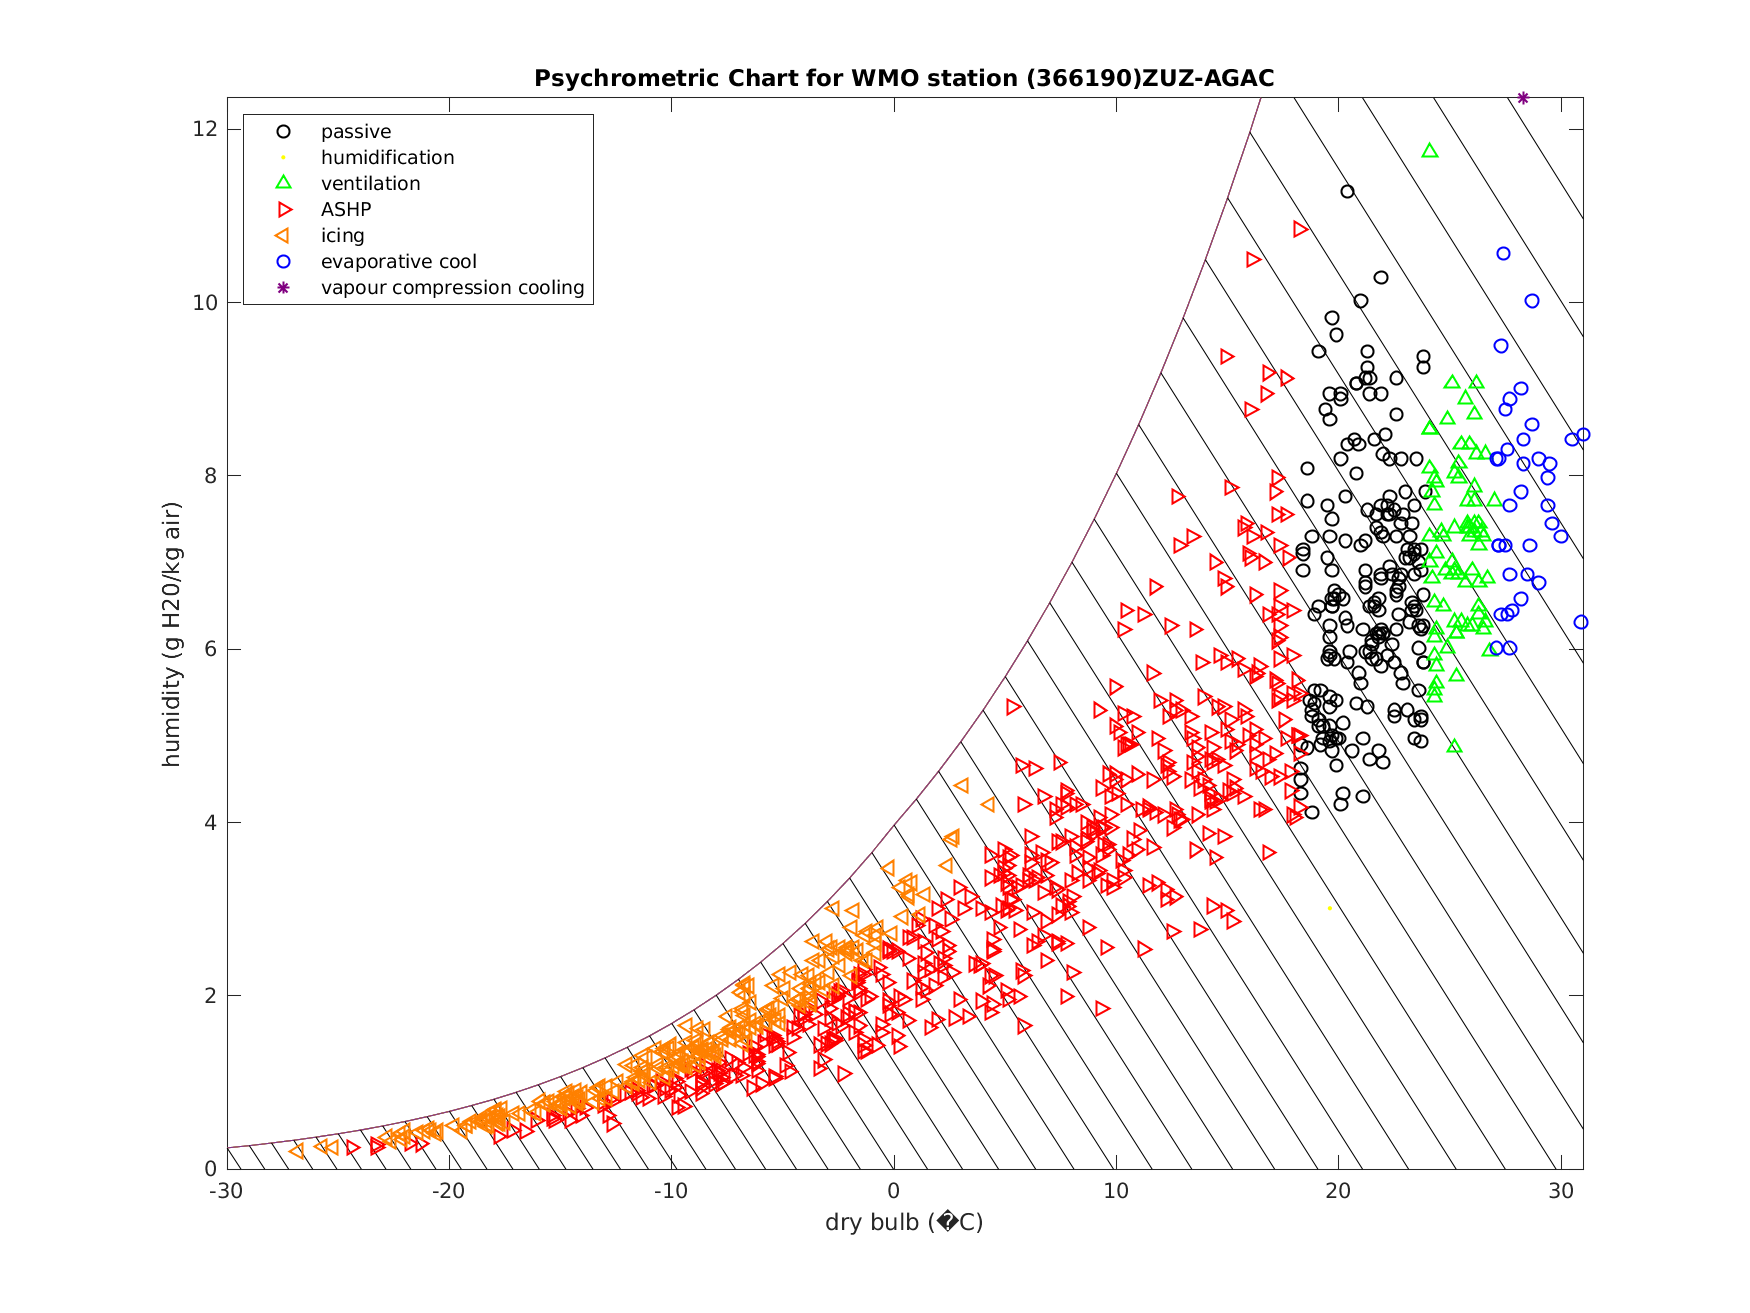 Psychrometric Chart for WMO station (366190)ZUZ-AGAC
passive
humidification
ventilation
ASHP
icing
evaporative cool
vapour compression cooling
humidity (g H20/kg air)
12
10
8
6
4
2
0
-30 -20 -10 0 10 20 30
dry bulb (�C)